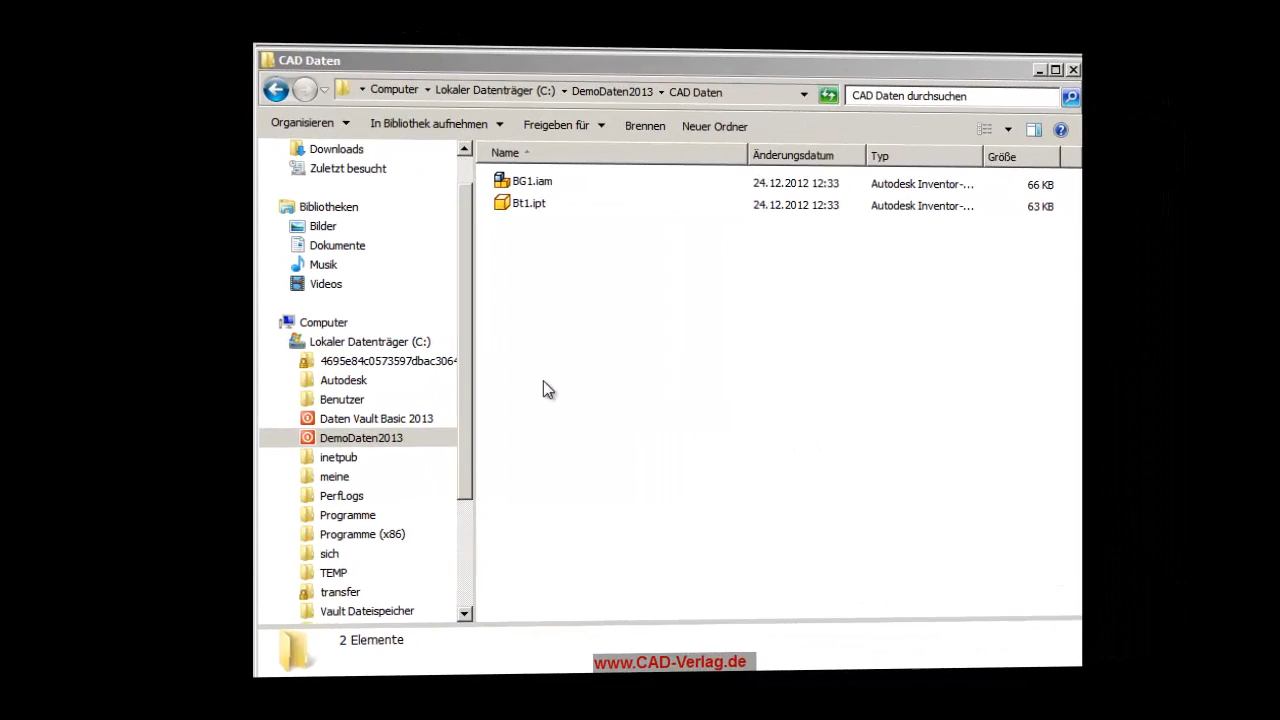 CAD Daten
Computer Lokaler Datenträger (C:) DemoDaten2013 CAD Daten
CAD Daten durchsuchen
Organisieren In Bibliothek aufnehmen Freigeben für Brennen Neuer Ordner
Downloads
Zuletzt besucht
Bibliotheken
Bilder
Dokumente
Musik
Videos
Computer
Lokaler Datenträger (C:)
4695e84c0573597dbac3064
Autodesk
Benutzer
Daten Vault Basic 2013
DemoDaten2013
inetpub
meine
PerfLogs
Programme
Programme (x86)
sich
TEMP
transfer
Vault Dateispeicher
Name Änderungsdatum Typ Größe
BG1.iam 24.12.2012 12:33 Autodesk Inventor-... 66 KB
Bt1.ipt 24.12.2012 12:33 Autodesk Inventor-... 63 KB
2 Elemente
www.CAD-Verlag.de